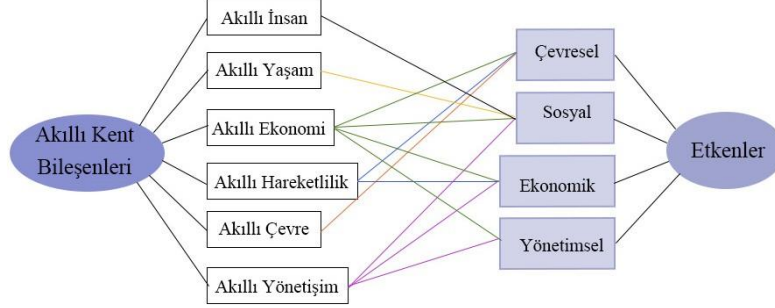 Akıllı İnsan
Akıllı Yaşam
Akıllı Ekonomi
Akıllı Hareketlilik
Akıllı Çevre
Akıllı Yönetişim
Akıllı Kent
Bileşenleri
Çevresel
Sosyal
Ekonomik
Yönetimsel
Etkenler